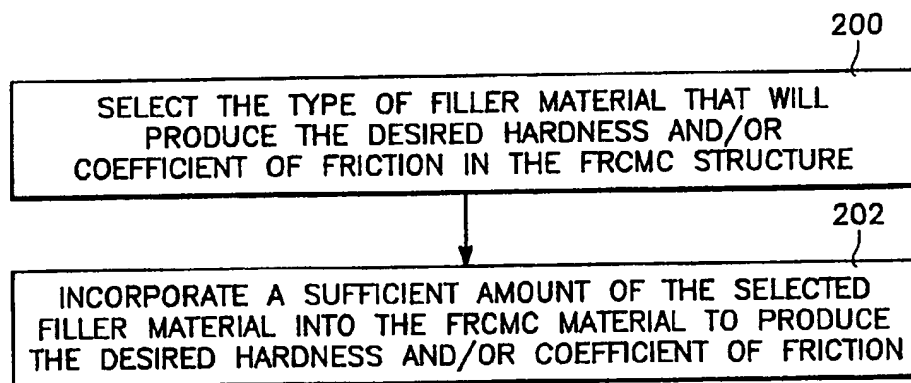 200
SELECT THE TYPE OF FILLER MATERIAL THAT WILL
PRODUCE THE DESIRED HARDNESS AND/OR
COEFFICIENT OF FRICTION IN THE FRCMC STRUCTURE
202
INCORPORATE A SUFFICIENT AMOUNT OF THE SELECTED
FILLER MATERIAL INTO THE FRCMC MATERIAL TO PRODUCE
THE DESIRED HARDNESS AND/OR COEFFICIENT OF FRICTION